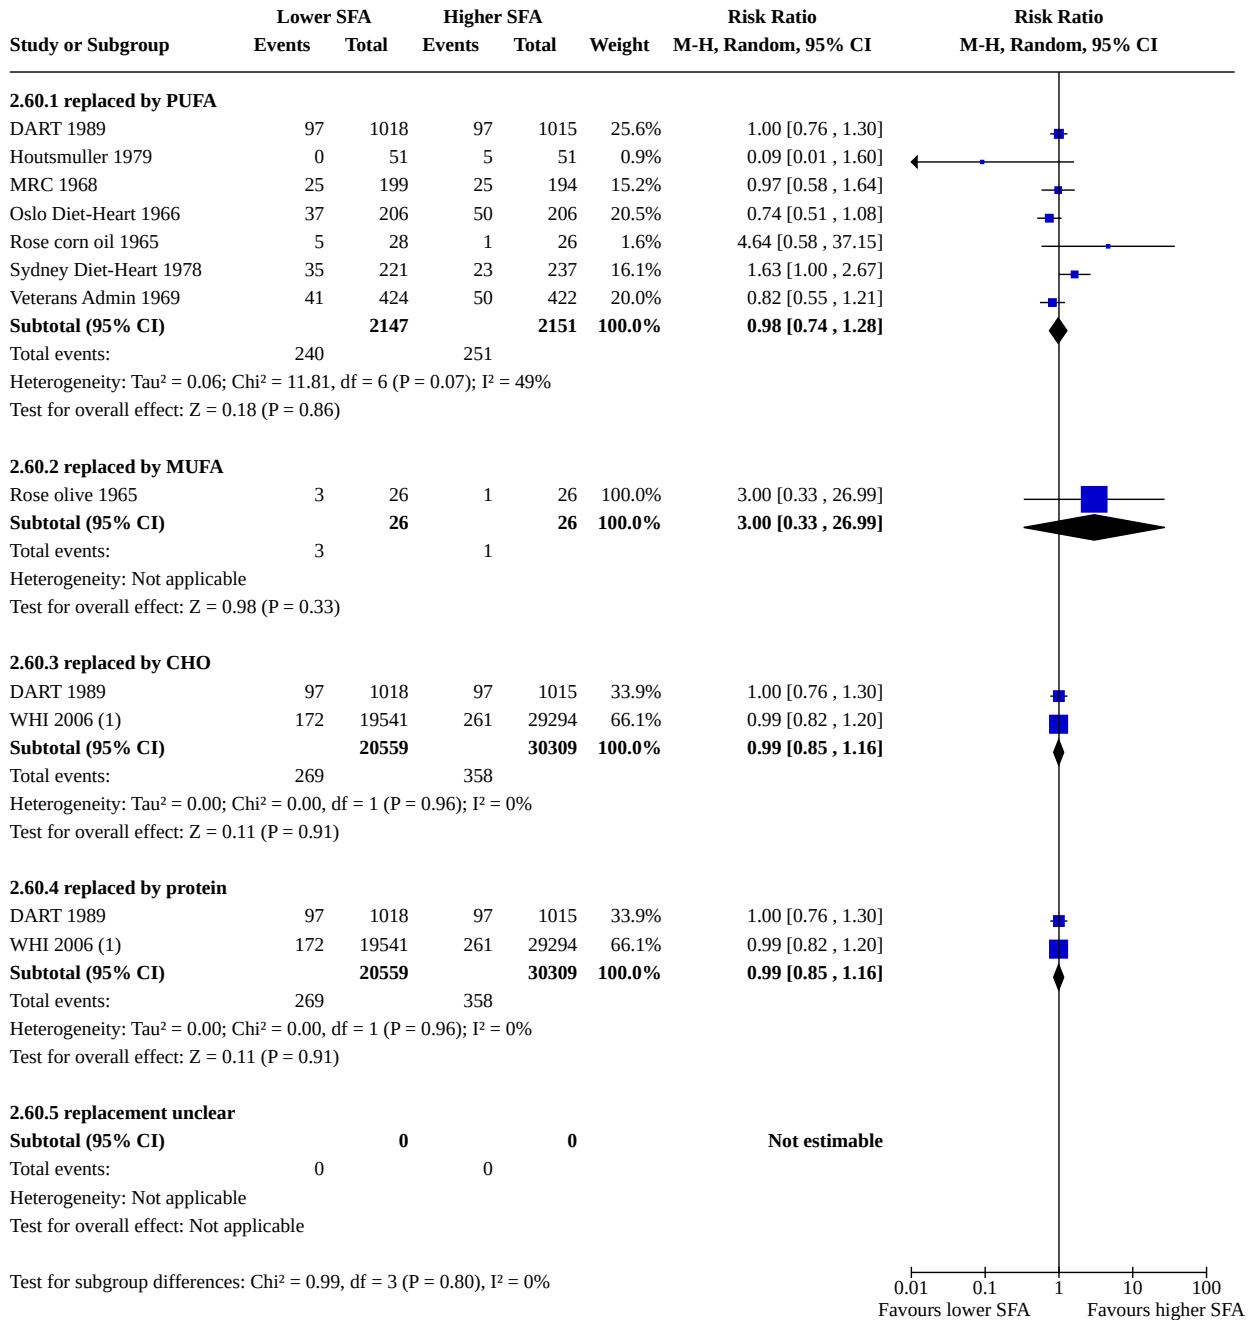 Lower SFA Higher SFA Risk Ratio Risk Ratio
Study or Subgroup Events Total Events Total Weight M-H, Random, 95% CI M-H, Random, 95% CI
2.60.1 replaced by PUFA
DART 1989 97 1018 97 1015 25.6% 1.00 [0.76 , 1.30]
Houtsmuller 1979 0 51 5 51 0.9% 0.09 [0.01 , 1.60]
MRC 1968 25 199 25 194 15.2% 0.97 [0.58 , 1.64]
Oslo Diet-Heart 1966 37 206 50 206 20.5% 0.74 [0.51 , 1.08]
Rose corn oil 1965 5 28 1 26 1.6% 4.64 [0.58 , 37.15]
Sydney Diet-Heart 1978 35 221 23 237 16.1% 1.63 [1.00 , 2.67]
Veterans Admin 1969 41 424 50 422 20.0% 0.82 [0.55 , 1.21]
Subtotal (95% CI) 2147 2151 100.0% 0.98 [0.74 , 1.28]
Total events: 240 251
Heterogeneity: Tau² = 0.06; Chi² = 11.81, df = 6 (P = 0.07); I² = 49%
Test for overall effect: Z = 0.18 (P = 0.86)
2.60.2 replaced by MUFA
Rose olive 1965 3 26 1 26 100.0% 3.00 [0.33 , 26.99]
Subtotal (95% CI) 26 26 100.0% 3.00 [0.33 , 26.99]
Total events: 3 1
Heterogeneity: Not applicable
Test for overall effect: Z = 0.98 (P = 0.33)
2.60.3 replaced by CHO
DART 1989 97 1018 97 1015 33.9% 1.00 [0.76 , 1.30]
WHI 2006 (1) 172 19541 261 29294 66.1% 0.99 [0.82 , 1.20]
Subtotal (95% CI) 20559 30309 100.0% 0.99 [0.85 , 1.16]
Total events: 269 358
Heterogeneity: Tau² = 0.00; Chi² = 0.00, df = 1 (P = 0.96); I² = 0%
Test for overall effect: Z = 0.11 (P = 0.91)
2.60.4 replaced by protein
DART 1989 97 1018 97 1015 33.9% 1.00 [0.76 , 1.30]
WHI 2006 (1) 172 19541 261 29294 66.1% 0.99 [0.82 , 1.20]
Subtotal (95% CI) 20559 30309 100.0% 0.99 [0.85 , 1.16]
Total events: 269 358
Heterogeneity: Tau² = 0.00; Chi² = 0.00, df = 1 (P = 0.96); I² = 0%
Test for overall effect: Z = 0.11 (P = 0.91)
2.60.5 replacement unclear
Subtotal (95% CI) 0 0 Not estimable
Total events: 0 0
Heterogeneity: Not applicable
Test for overall effect: Not applicable
Test for subgroup differences: Chi² = 0.99, df = 3 (P = 0.80), I² = 0%
0.01 0.1 1 10 100
Favours lower SFA Favours higher SFA